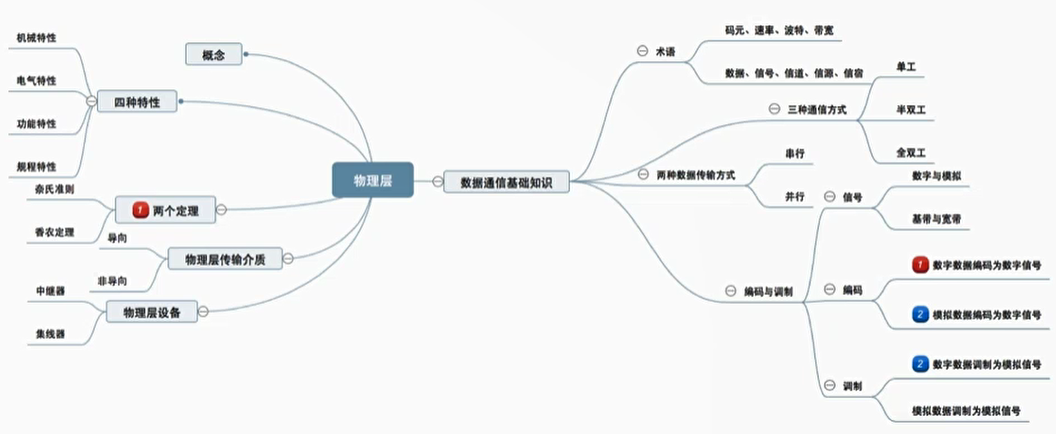 物理层
概念
四种特性
机械特性
电气特性
功能特性
规程特性
1 两个定理
奈氏准则
香农定理
物理层传输介质
导向
非导向
物理层设备
中继器
集线器
数据通信基础知识
术语
码元、速率、波特、带宽
数据、信号、信道、信源、信宿
三种通信方式
单工
半双工
全双工
两种数据传输方式
串行
并行
编码与调制
信号
数字与模拟
基带与宽带
编码
1 数字数据编码为数字信号
2 模拟数据编码为数字信号
调制
2 数字数据调制为模拟信号
模拟数据调制为模拟信号